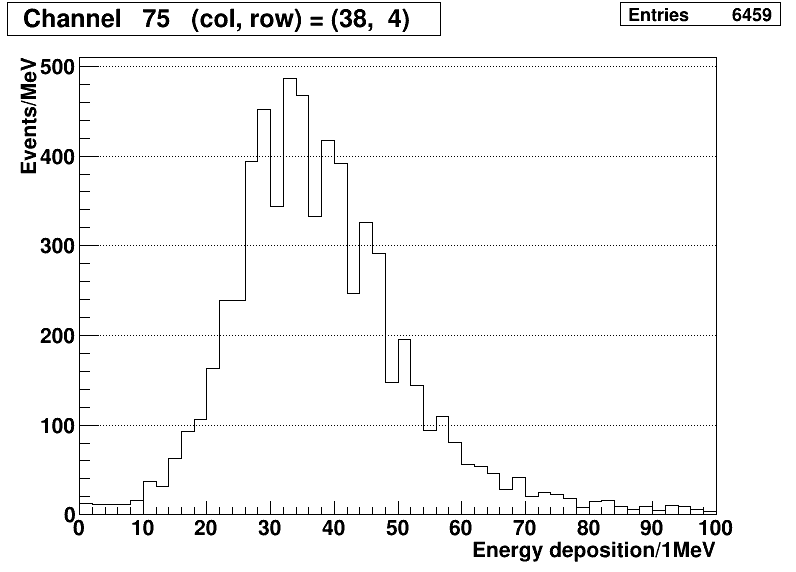 Channel 75 (col, row) = (38, 4)
Entries 6459
Events/MeV
500
400
300
200
100
0
0 10 20 30 40 50 60 70 80 90 100
Energy deposition/1MeV